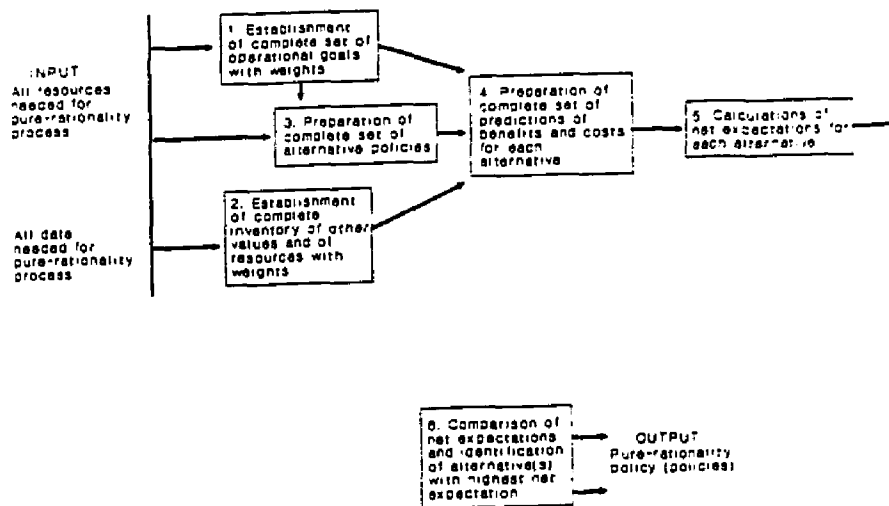 INPUT
All resources
needed for
pure-rationality
process
All data
needed for
pure-rationality
process
1. Establishment
of complete set of
operational goals
with weights
3. Preparation of
complete set of
alternative policies
2. Establishment
of complete
inventory of other
values and of
resources with
weights
4. Preparation of
complete set of
predictions of
benefits and costs
for each
alternative
5. Calculations of
net expectations for
each alternative
6. Comparison of
net expectations
and identification
of alternative(s)
with highest net
expectation
OUTPUT
Pure-rationality
policy (policies)